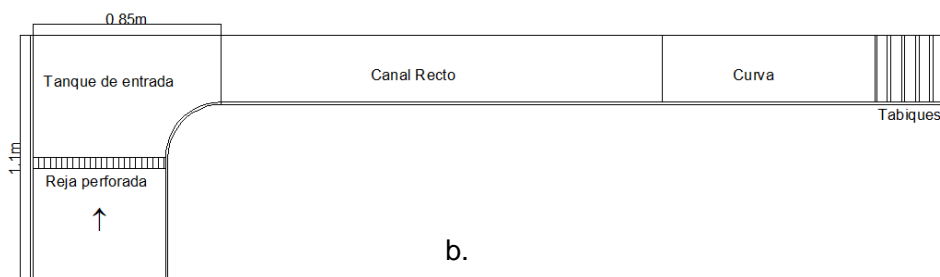 0.85m
Tanque de entrada
Canal Recto
Curva
Tabiques
1.1m
Reja perforada
b.